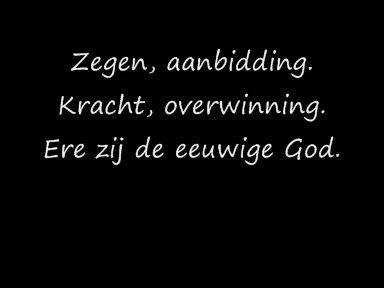 Zegen, aanbidding.
Kracht, overwinning.
Ere zij de eeuwige God.